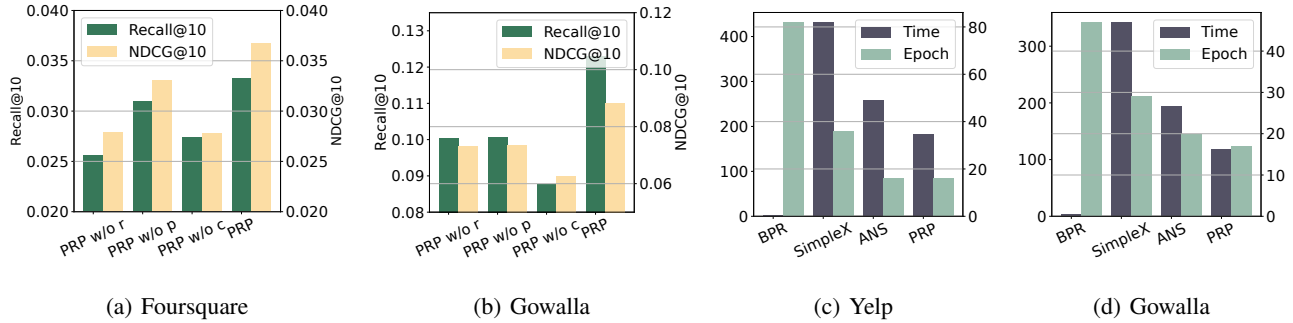 0.040
0.035
0.030
0.025
0.020
Recall@10
Recall@10
NDCG@10
0.040
0.035
0.030
0.025
0.020
NDCG@10
PRP w/o r
PRP w/o p
PRP w/o c
PRP
(a) Foursquare
0.13
0.12
0.11
0.10
0.09
0.08
Recall@10
Recall@10
NDCG@10
0.12
0.10
0.08
0.06
NDCG@10
PRP w/o r
PRP w/o p
PRP w/o c
PRP
(b) Gowalla
400
300
200
100
0
Time
Epoch
80
60
40
20
0
BPR
SimpleX
ANS
PRP
(c) Yelp
300
200
100
0
Time
Epoch
40
30
20
10
0
BPR
SimpleX
ANS
PRP
(d) Gowalla